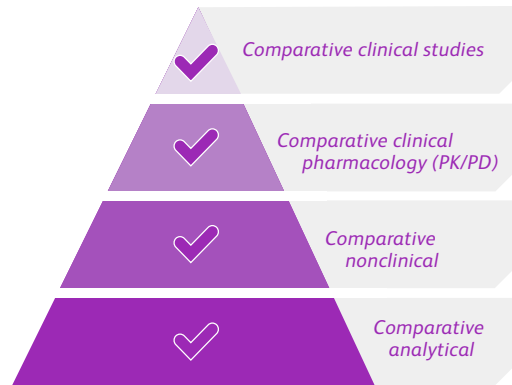 Comparative clinical studies
Comparative clinical
pharmacology (PK/PD)
Comparative
nonclinical
Comparative
analytical